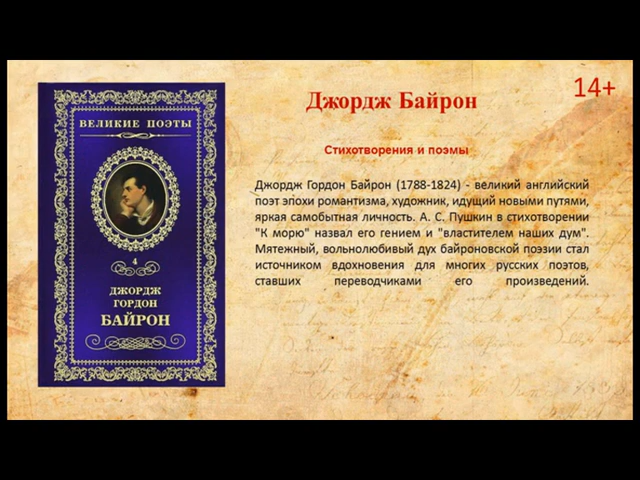 14+
Джордж Байрон
Стихотворения и поэмы
ВЕЛИКИЕ ПОЭТЫ
4
ДЖОРДЖ
ГОРДОН
БАЙРОН
Джордж Гордон Байрон (1788-1824) - великий английский
поэт эпохи романтизма, художник, идущий новыми путями,
яркая самобытная личность. А. С. Пушкин в стихотворении
"К морю" назвал его гением и "властителем наших дум".
Мятежный, вольнолюбивый дух байроновской поэзии стал
источником вдохновения для многих русских поэтов,
ставших переводчиками его произведений.